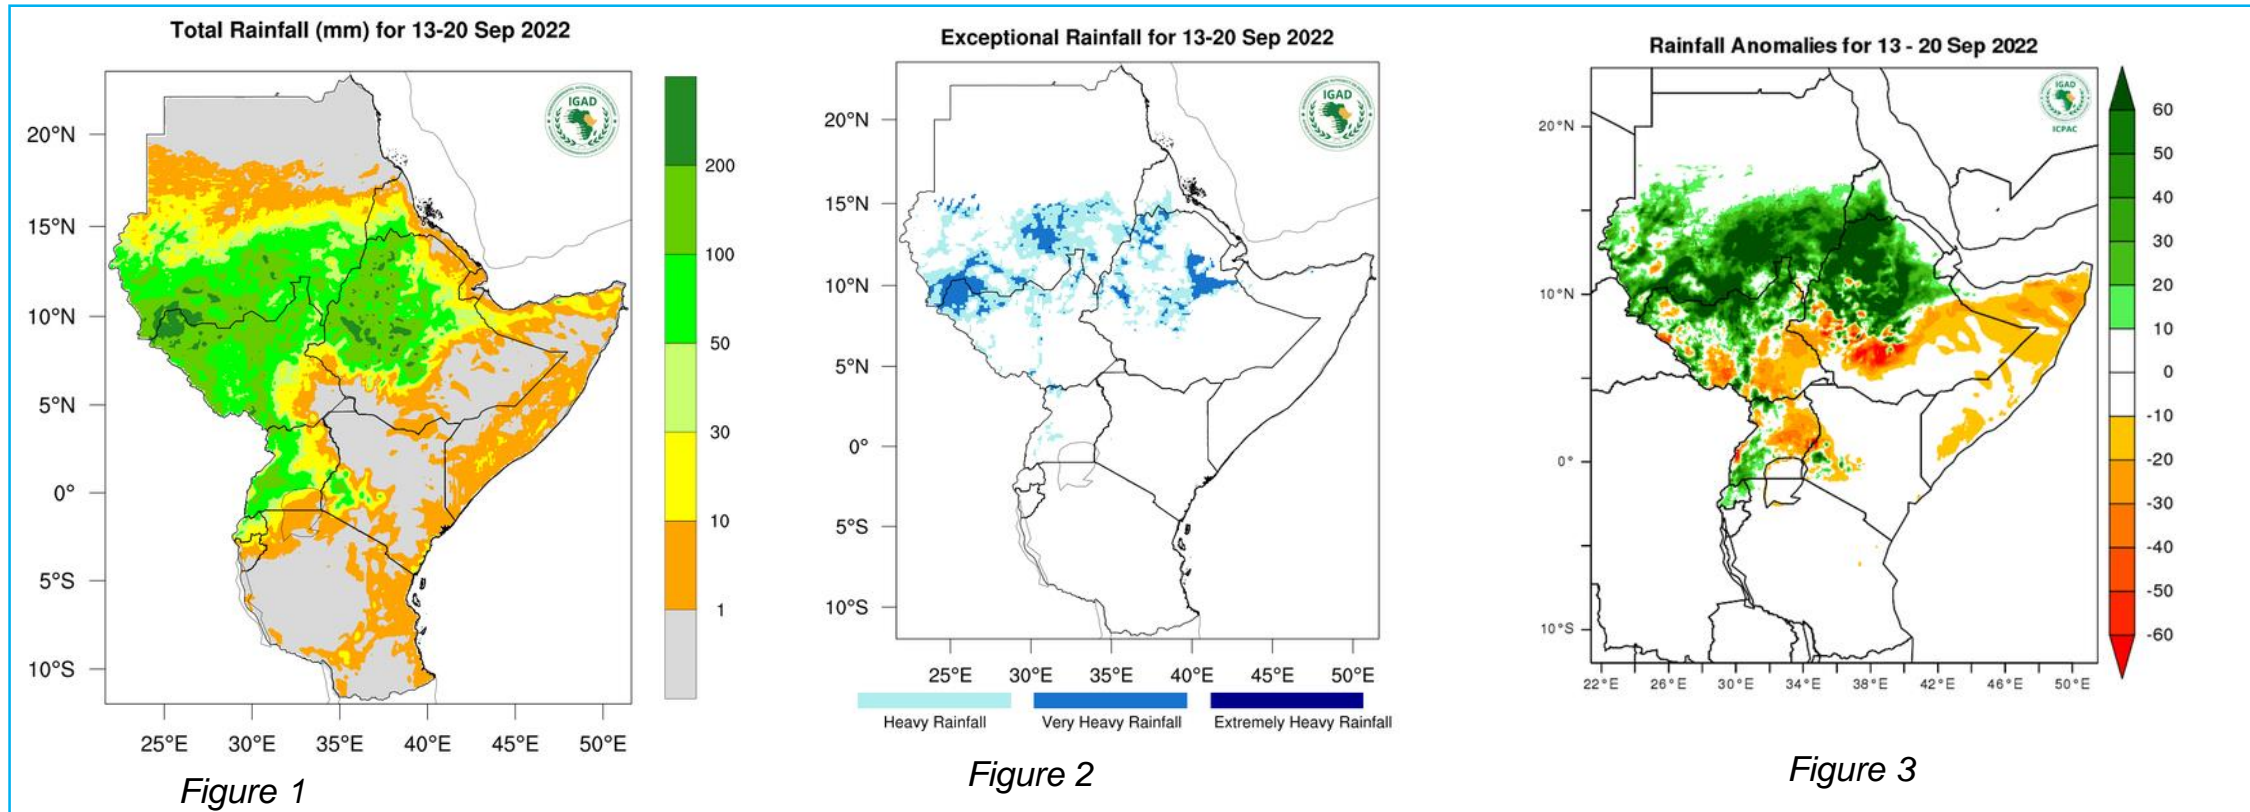 Total Rainfall (mm) for 13-20 Sep 2022
IGAD
20°N
15°N
10°N
5°N
0°
5°S
10°S
25°E 30°E 35°E 40°E 45°E 50°E
200
100
50
30
10
1
Figure 1
Exceptional Rainfall for 13-20 Sep 2022
IGAD
20°N
15°N
10°N
5°N
0°
5°S
10°S
25°E 30°E 35°E 40°E 45°E 50°E
Heavy Rainfall Very Heavy Rainfall Extremely Heavy Rainfall
Figure 2
Rainfall Anomalies for 13 - 20 Sep 2022
IGAD
ICPAC
20°N
10°N
0°
10°S
22°E 26°E 30°E 34°E 38°E 42°E 46°E 50°E
60
50
40
30
20
10
0
-10
-20
-30
-40
-50
-60
Figure 3